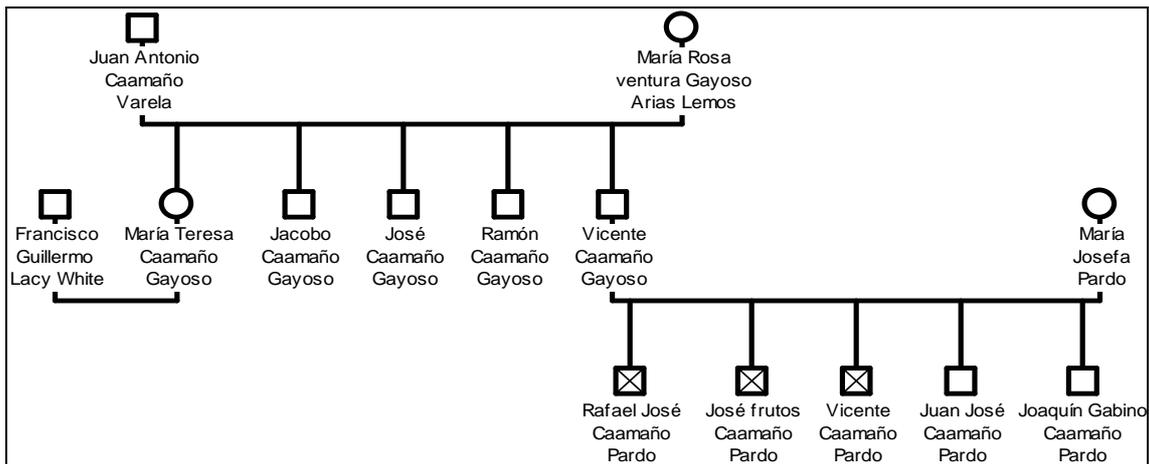 Juan Antonio
Caamaño
Varela
María Rosa
ventura Gayoso
Arias Lemos
Francisco
Guillermo
Lacy White
María Teresa
Caamaño
Gayoso
Jacobo
Caamaño
Gayoso
José
Caamaño
Gayoso
Ramón
Caamaño
Gayoso
Vicente
Caamaño
Gayoso
María
Josefa
Pardo
Rafael José
Caamaño
Pardo
José frutos
Caamaño
Pardo
Vicente
Caamaño
Pardo
Juan José
Caamaño
Pardo
Joaquín Gabino
Caamaño
Pardo